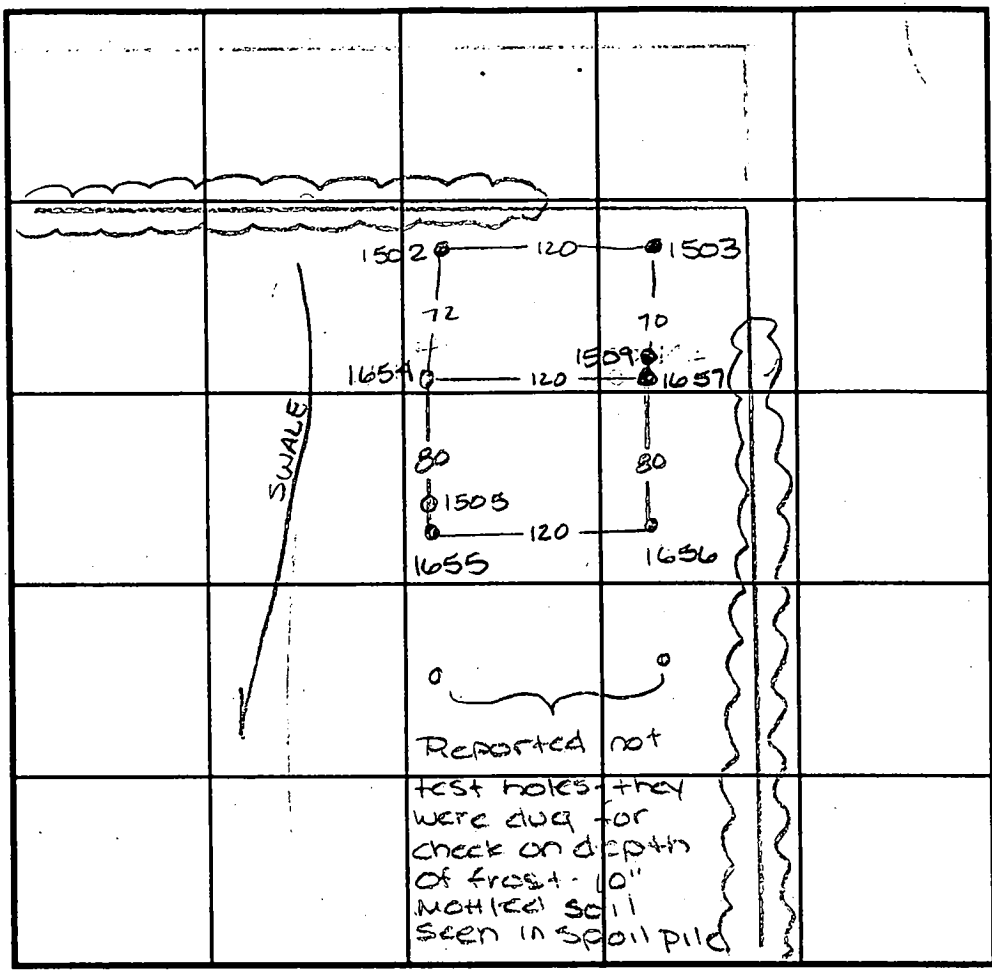 1502 120 1503
72 70
1509
1654 120 1657
SWALE
80 80
1505
120
1655 1656
Reported not
test holes-they
were dug for
check on depth
of frost- 10"
Mottled soil
seen in spoil pile